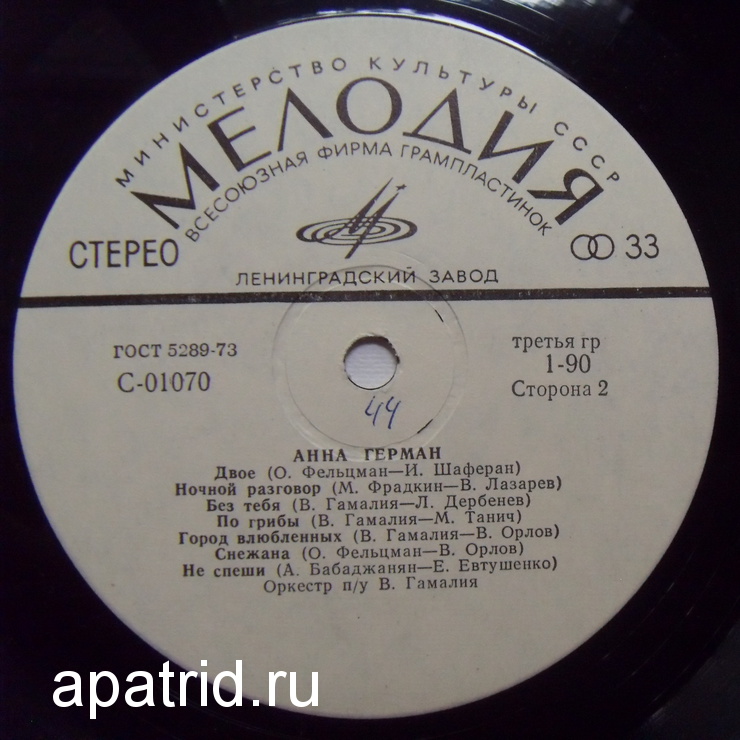 МИНИСТЕРСТВО КУЛЬТУРЫ СССР
МЕЛОДИЯ
ВСЕСОЮЗНАЯ ФИРМА ГРАМПЛАСТИНОК
СТЕРЕО
33
ЛЕНИНГРАДСКИЙ ЗАВОД
ГОСТ 5289-73
С-01070
третья гр
1-90
Сторона 2
44
АННА ГЕРМАН
Двое (О. Фельцман—И. Шаферан)
Ночной разговор (М. Фрадкин—В. Лазарев)
Без тебя (В. Гамалия—Л. Дербенев)
По грибы (В. Гамалия—М. Танич)
Город влюбленных (В. Гамалия—В. Орлов)
Снежана (О. Фельцман—В. Орлов)
Не спеши (А. Бабаджанян—Е. Евтушенко)
Оркестр п/у В. Гамалия
apatrid.ru